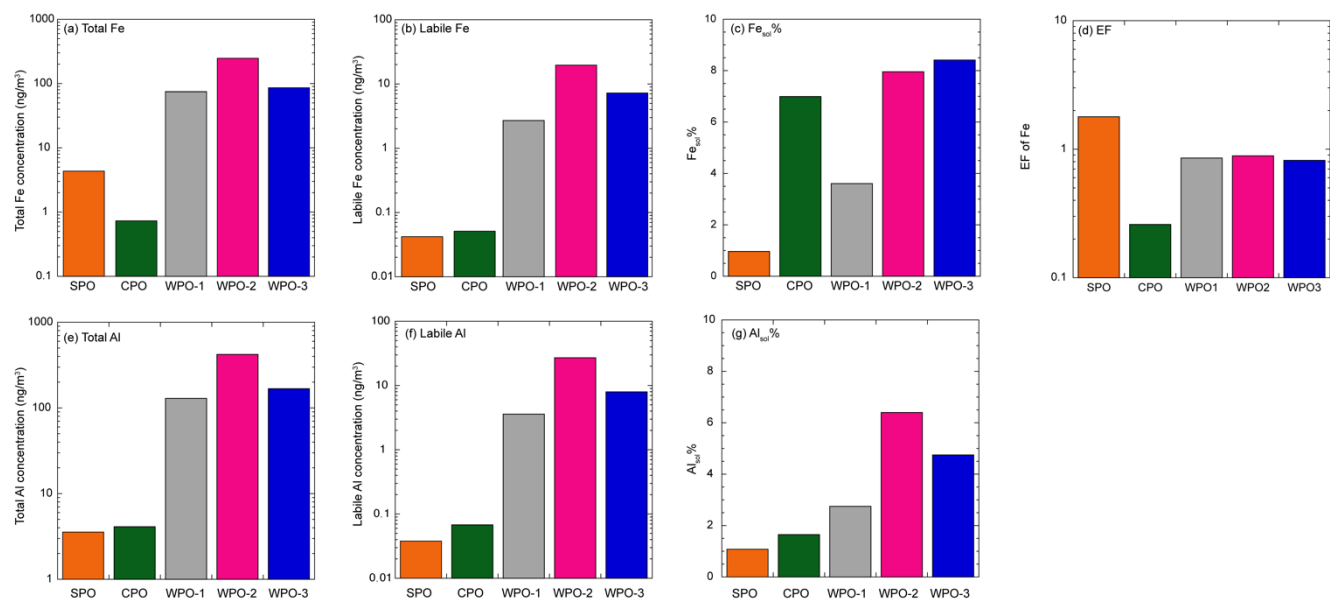 (a) Total Fe
Total Fe concentration (ng/m³)
1000
100
10
1
0.1
SPO CPO WPO-1 WPO-2 WPO-3
(b) Labile Fe
Labile Fe concentration (ng/m³)
100
10
1
0.1
0.01
SPO CPO WPO-1 WPO-2 WPO-3
(c) Fesol%
Fesol%
10
8
6
4
2
0
SPO CPO WPO-1 WPO-2 WPO-3
(d) EF
EF of Fe
10
1
0.1
SPO CPO WPO1 WPO2 WPO3
(e) Total Al
Total Al concentration (ng/m³)
1000
100
10
1
SPO CPO WPO-1 WPO-2 WPO-3
(f) Labile Al
Labile Al concentration (ng/m³)
100
10
1
0.1
0.01
SPO CPO WPO-1 WPO-2 WPO-3
(g) Alsol%
Alsol%
10
8
6
4
2
0
SPO CPO WPO-1 WPO-2 WPO-3